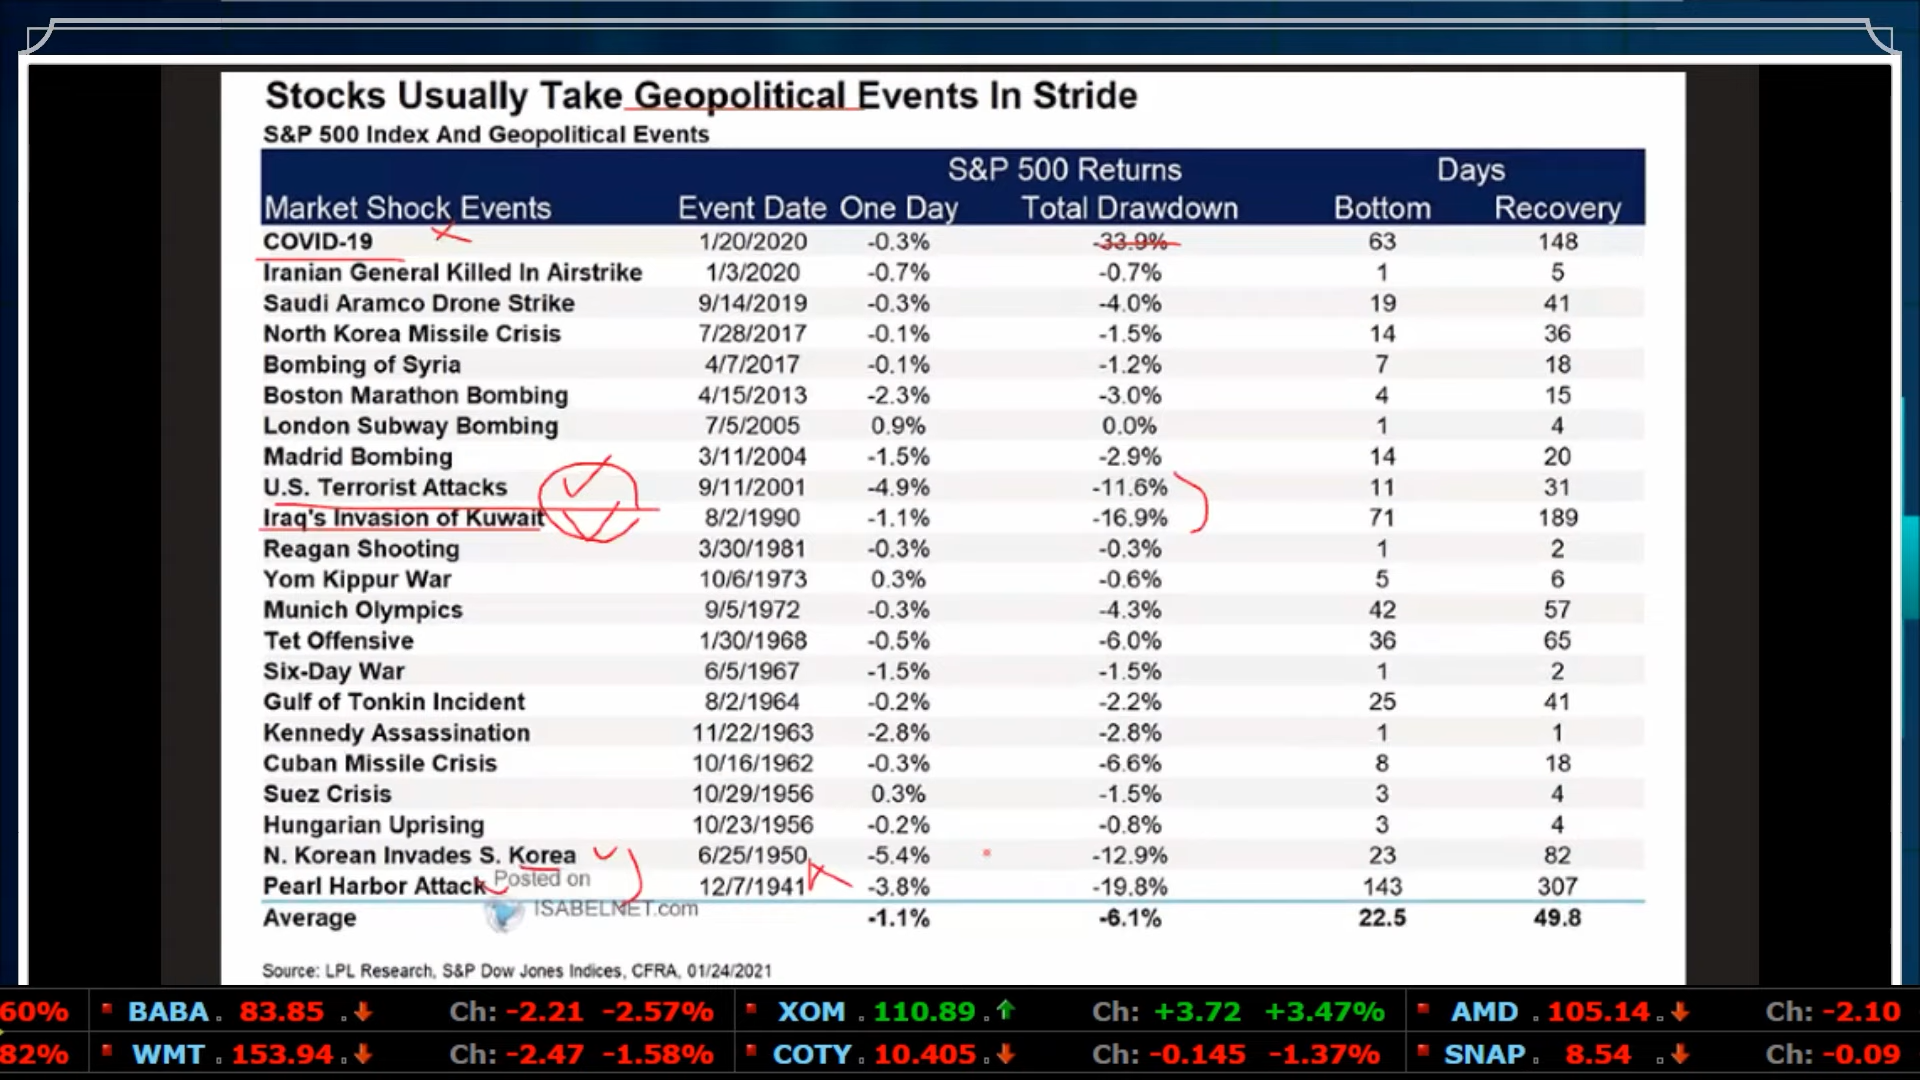 Stocks Usually Take Geopolitical Events In Stride
S&P 500 Index And Geopolitical Events
S&P 500 Returns Days
Market Shock Events Event Date One Day Total Drawdown Bottom Recovery
COVID-19 1/20/2020 -0.3% -33.9% 63 148
Iranian General Killed In Airstrike 1/3/2020 -0.7% -0.7% 1 5
Saudi Aramco Drone Strike 9/14/2019 -0.3% -4.0% 19 41
North Korea Missile Crisis 7/28/2017 -0.1% -1.5% 14 36
Bombing of Syria 4/7/2017 -0.1% -1.2% 7 18
Boston Marathon Bombing 4/15/2013 -2.3% -3.0% 4 15
London Subway Bombing 7/5/2005 0.9% 0.0% 1 4
Madrid Bombing 3/11/2004 -1.5% -2.9% 14 20
U.S. Terrorist Attacks 9/11/2001 -4.9% -11.6% 11 31
Iraq's Invasion of Kuwait 8/2/1990 -1.1% -16.9% 71 189
Reagan Shooting 3/30/1981 -0.3% -0.3% 1 2
Yom Kippur War 10/6/1973 0.3% -0.6% 5 6
Munich Olympics 9/5/1972 -0.3% -4.3% 42 57
Tet Offensive 1/30/1968 -0.5% -6.0% 36 65
Six-Day War 6/5/1967 -1.5% -1.5% 1 2
Gulf of Tonkin Incident 8/2/1964 -0.2% -2.2% 25 41
Kennedy Assassination 11/22/1963 -2.8% -2.8% 1 1
Cuban Missile Crisis 10/16/1962 -0.3% -6.6% 8 18
Suez Crisis 10/29/1956 0.3% -1.5% 3 4
Hungarian Uprising 10/23/1956 -0.2% -0.8% 3 4
N. Korean Invades S. Korea 6/25/1950 -5.4% -12.9% 23 82
Pearl Harbor Attack 12/7/1941 -3.8% -19.8% 143 307
Posted on
ISABELNET.com
Average -1.1% -6.1% 22.5 49.8
Source: LPL Research, S&P Dow Jones Indices, CFRA, 01/24/2021
60% BABA 83.85 Ch: -2.21 -2.57% XOM 110.89 Ch: +3.72 +3.47% AMD 105.14 Ch: -2.10
82% WMT 153.94 Ch: -2.47 -1.58% COTY 10.405 Ch: -0.145 -1.37% SNAP 8.54 Ch: -0.09